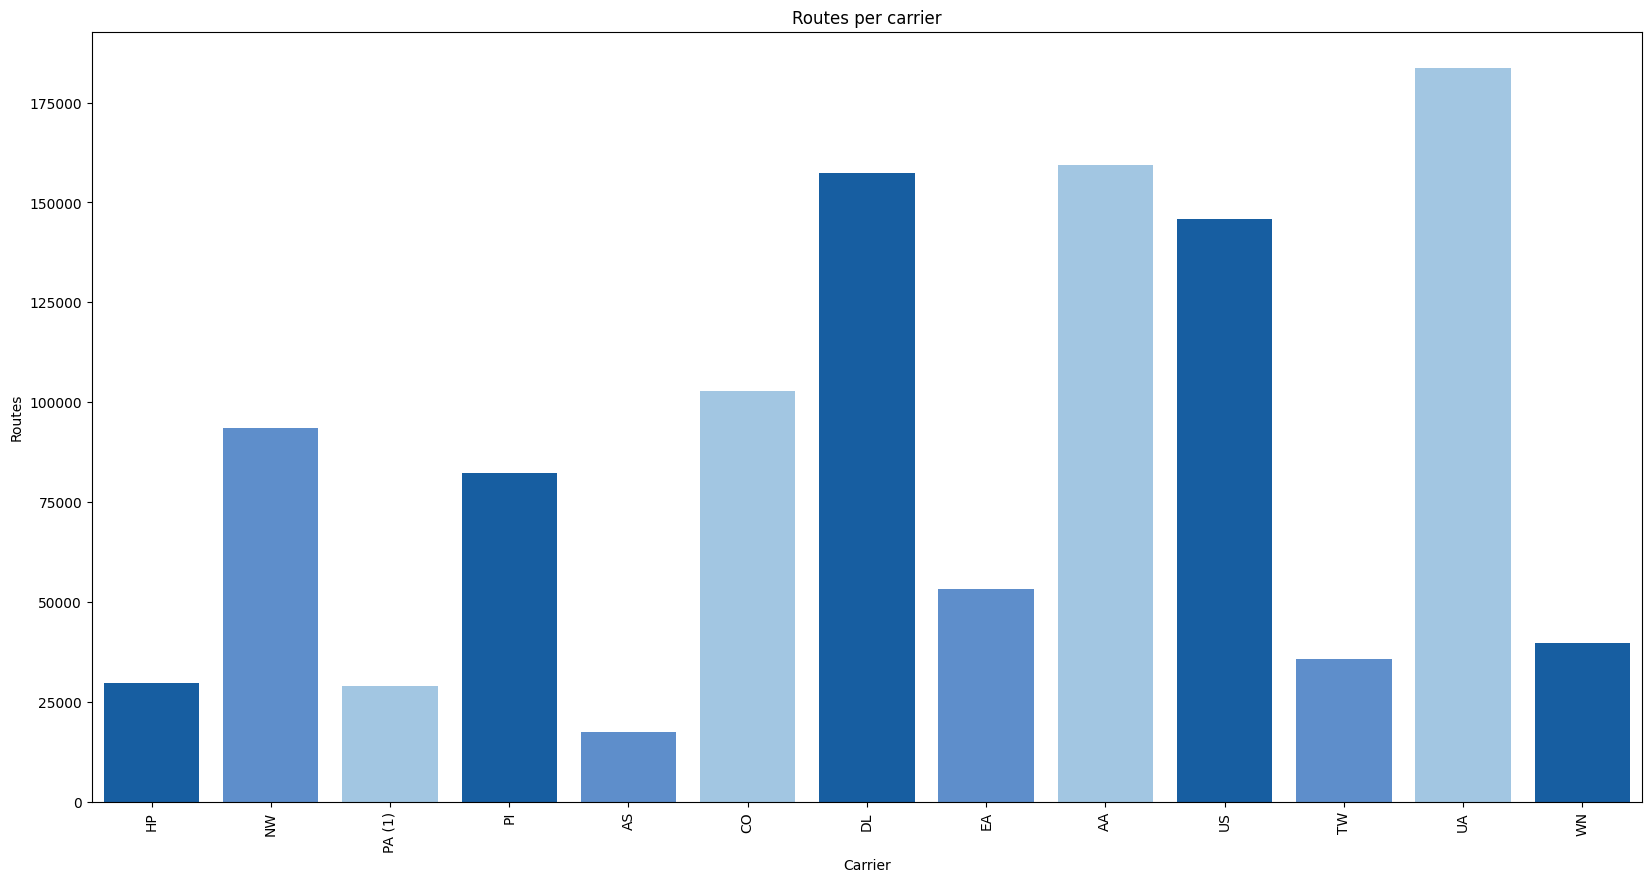 Routes per carrier
175000
150000
125000
100000
75000
50000
25000
0
Routes
HP
NW
PA (1)
PI
AS
CO
DL
EA
AA
US
TW
UA
WN
Carrier